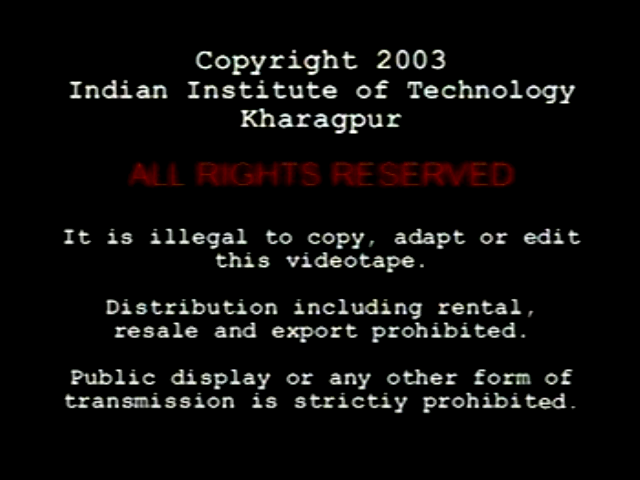 Copyright 2003
Indian Institute of Technology
Kharagpur
ALL RIGHTS RESERVED
It is illegal to copy, adapt or edit
this videotape.
Distribution including rental,
resale and export prohibited.
Public display or any other form of
transmission is strictiy prohibited.